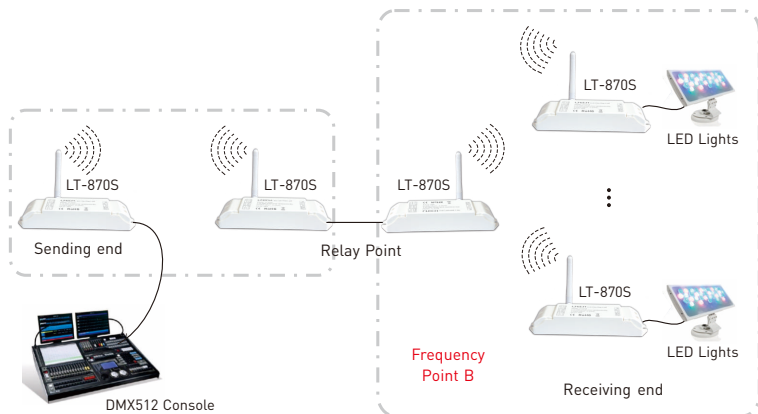 LT-870S
LED Lights
LT-870S
LT-870S
LT-870S
Sending end
Relay Point
LT-870S
LED Lights
Frequency
Point B
Receiving end
DMX512 Console